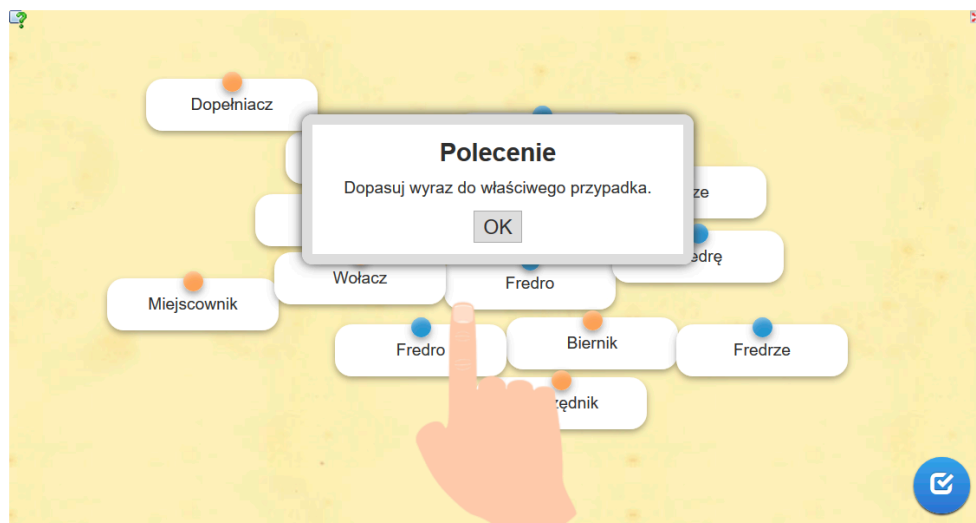 Dopełniacz
Polecenie
Dopasuj wyraz do właściwego przypadka.
OK
Wołacz
Fredro
Miejscownik
Fredro
Biernik
Fredrze